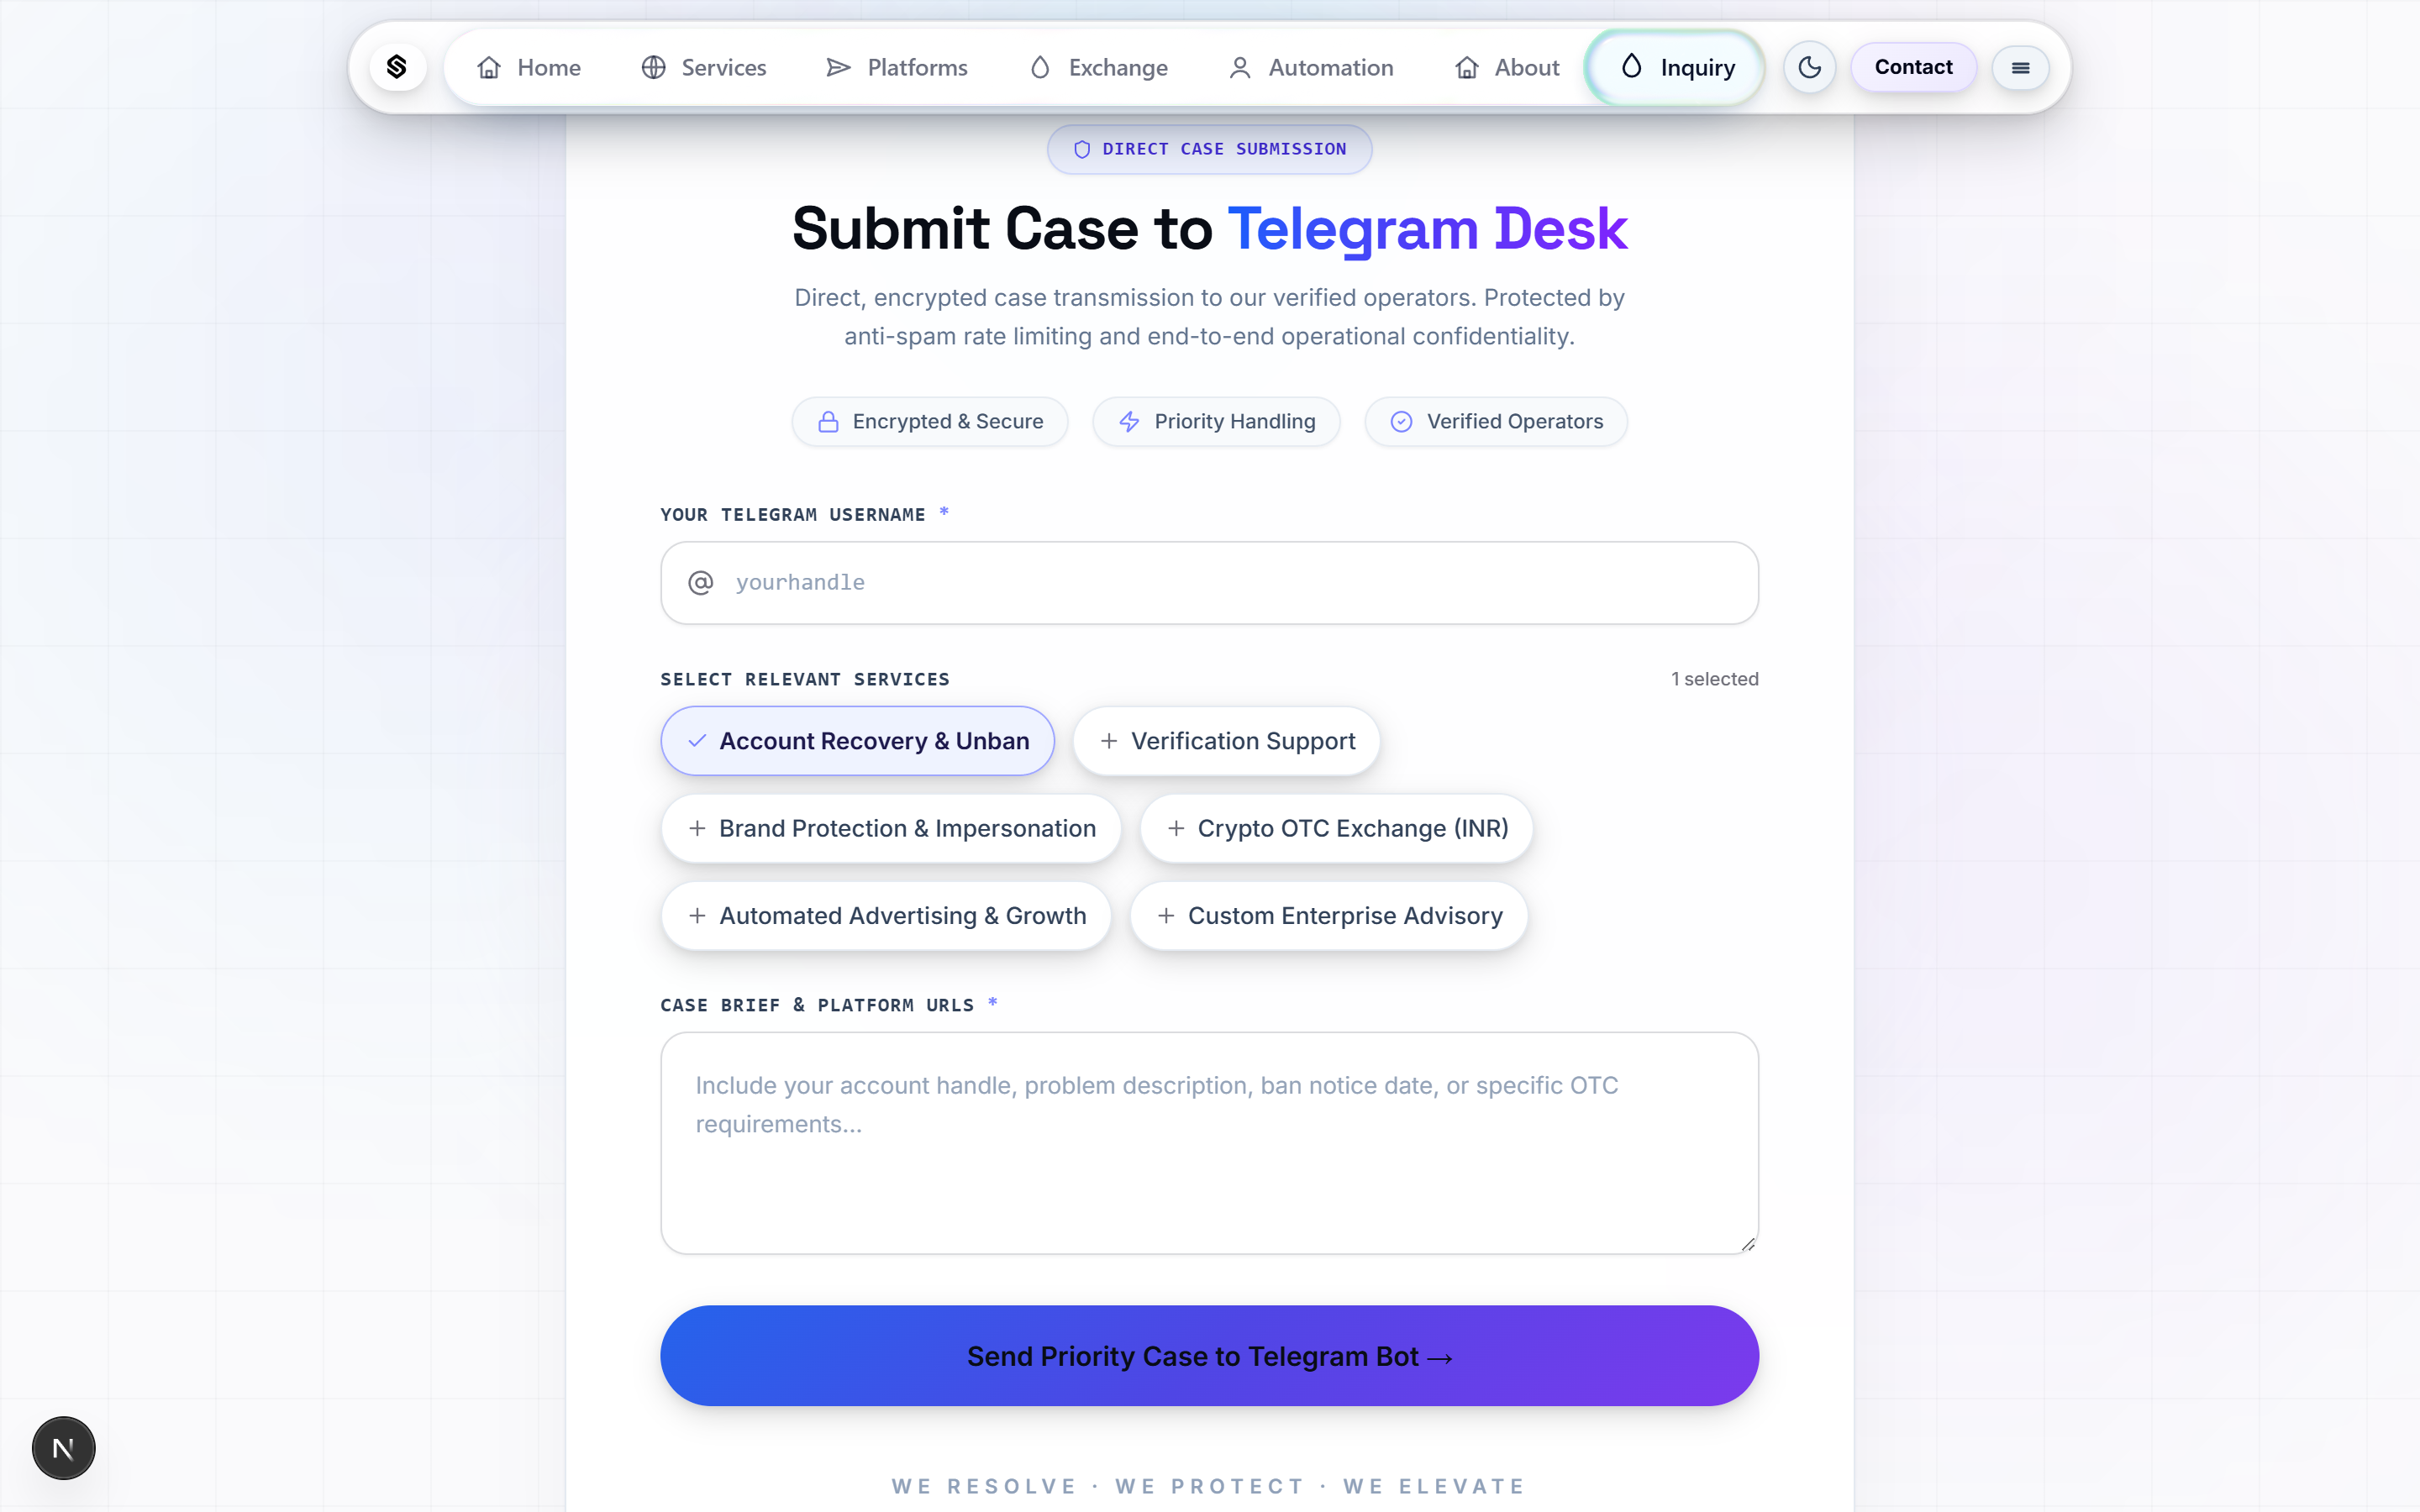 Home Services Platforms Exchange Automation About Inquiry Contact
DIRECT CASE SUBMISSION
Submit Case to Telegram Desk
Direct, encrypted case transmission to our verified operators. Protected by
anti-spam rate limiting and end-to-end operational confidentiality.
Encrypted & Secure Priority Handling Verified Operators
YOUR TELEGRAM USERNAME *
@ yourhandle
SELECT RELEVANT SERVICES 1 selected
Account Recovery & Unban + Verification Support
+ Brand Protection & Impersonation + Crypto OTC Exchange (INR)
+ Automated Advertising & Growth + Custom Enterprise Advisory
CASE BRIEF & PLATFORM URLS *
Include your account handle, problem description, ban notice date, or specific OTC
requirements...
Send Priority Case to Telegram Bot →
N
WE RESOLVE · WE PROTECT · WE ELEVATE